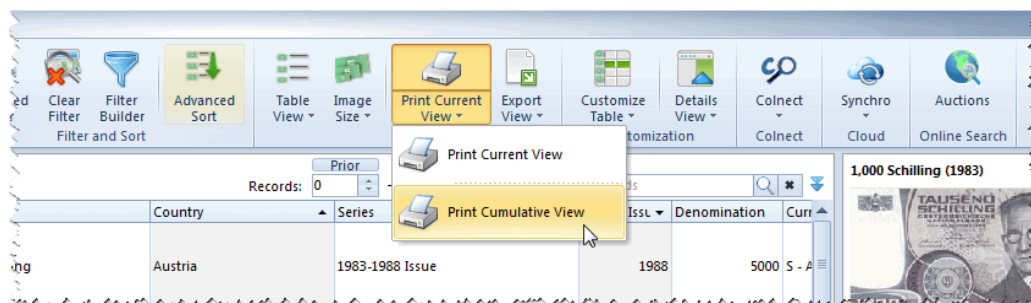 Clear Filter
Filter Builder
Advanced Sort
Table View
Image Size
Print Current View
Export View
Customize Table
Details View
Colnect
Synchro
Auctions
Filter and Sort
Colnect
Cloud
Online Search
Print Current View
Print Cumulative View
Prior
Records: 0
1,000 Schilling (1983)
TAUSEND
SCHILLING
Country
Series
Denomination
Austria
1983-1988 Issue
1988
5000